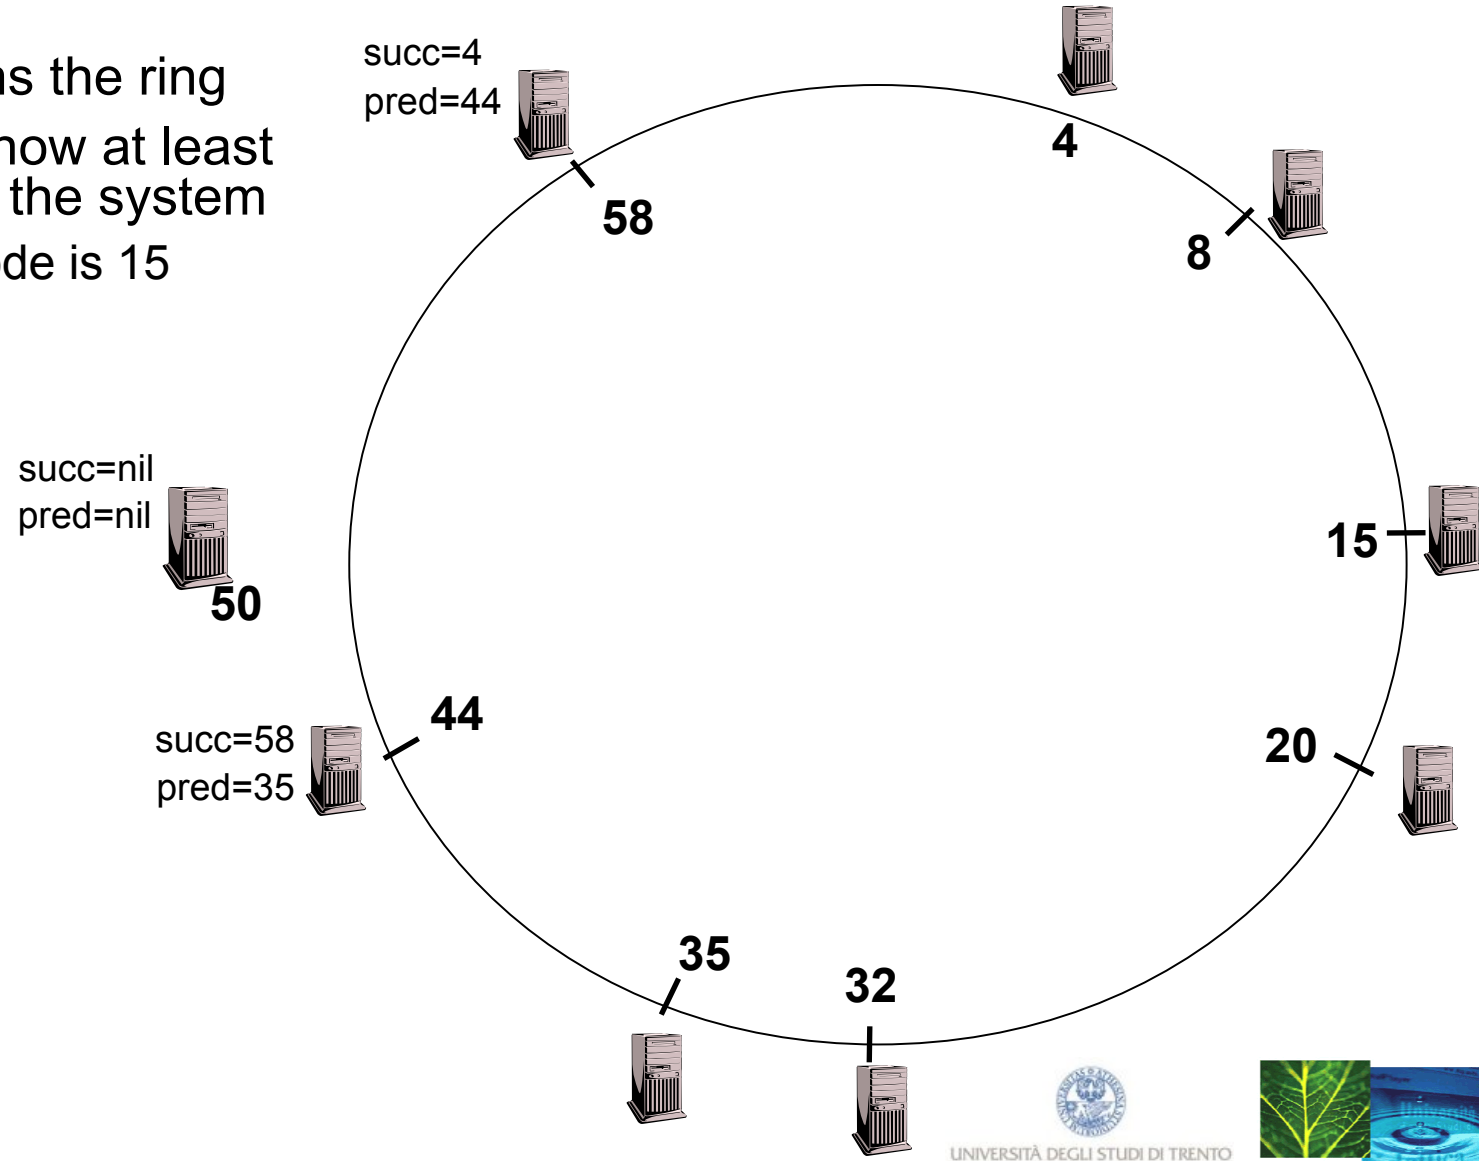 ns the ring
now at least
the system
ode is 15
succ=4
pred=44
4
58
8
succ=nil
pred=nil
50
15
44
succ=58
pred=35
20
35
32
UNIVERSITÀ DEGLI STUDI DI TRENTO